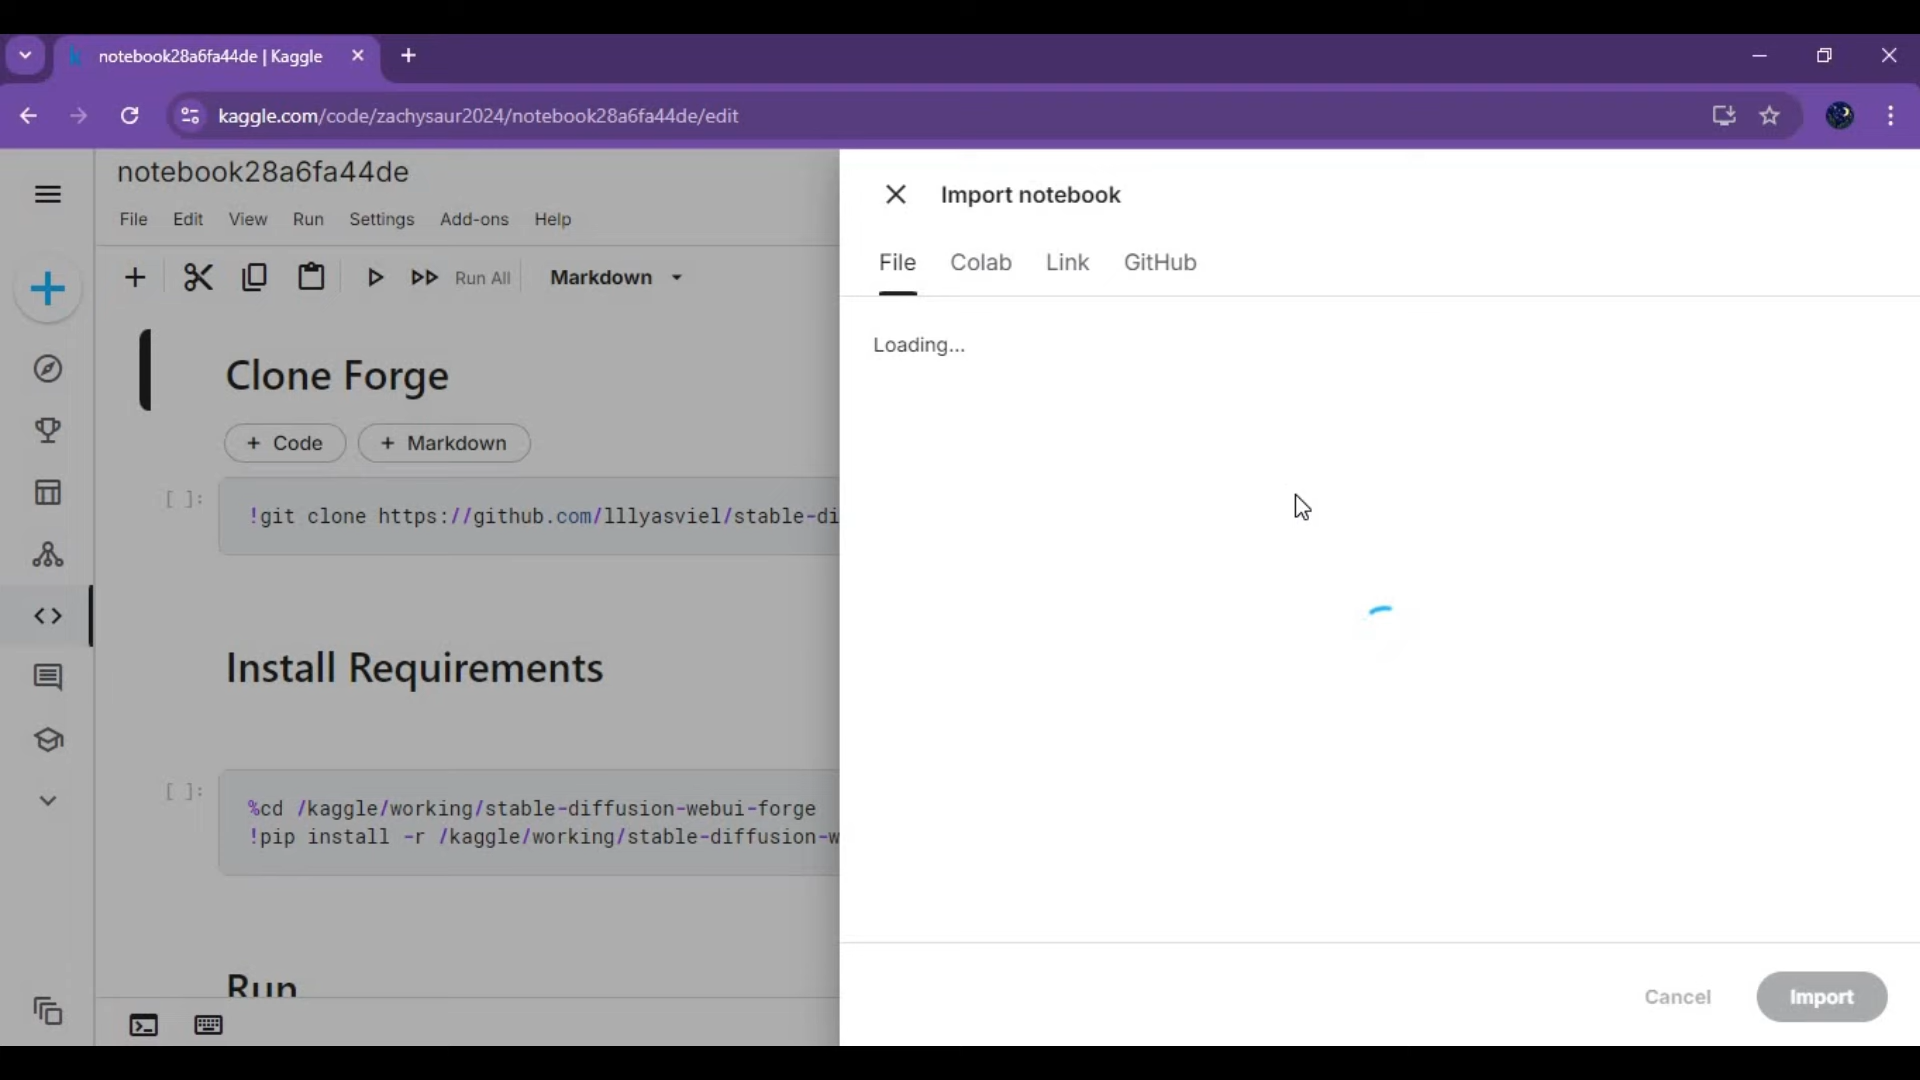 notebook28a6fa44de | Kaggle
kaggle.com/code/zachysaur2024/notebook28a6fa44de/edit
notebook28a6fa44de
File Edit View Run Settings Add-ons Help
Run All Markdown
Clone Forge
+ Code + Markdown
[ ]:
!git clone https://github.com/lllyasviel/stable-di
Install Requirements
[ ]:
%cd /kaggle/working/stable-diffusion-webui-forge
!pip install -r /kaggle/working/stable-diffusion-w
Run
Import notebook
File Colab Link GitHub
Loading...
Cancel Import